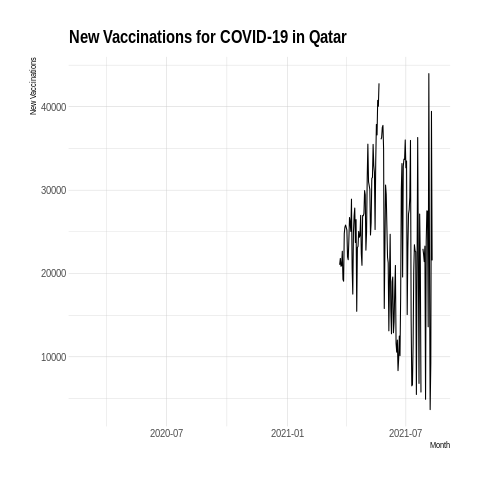 New Vaccinations for COVID-19 in Qatar
New Vaccinations
40000
30000
20000
10000
2020-07
2021-01
2021-07
Month